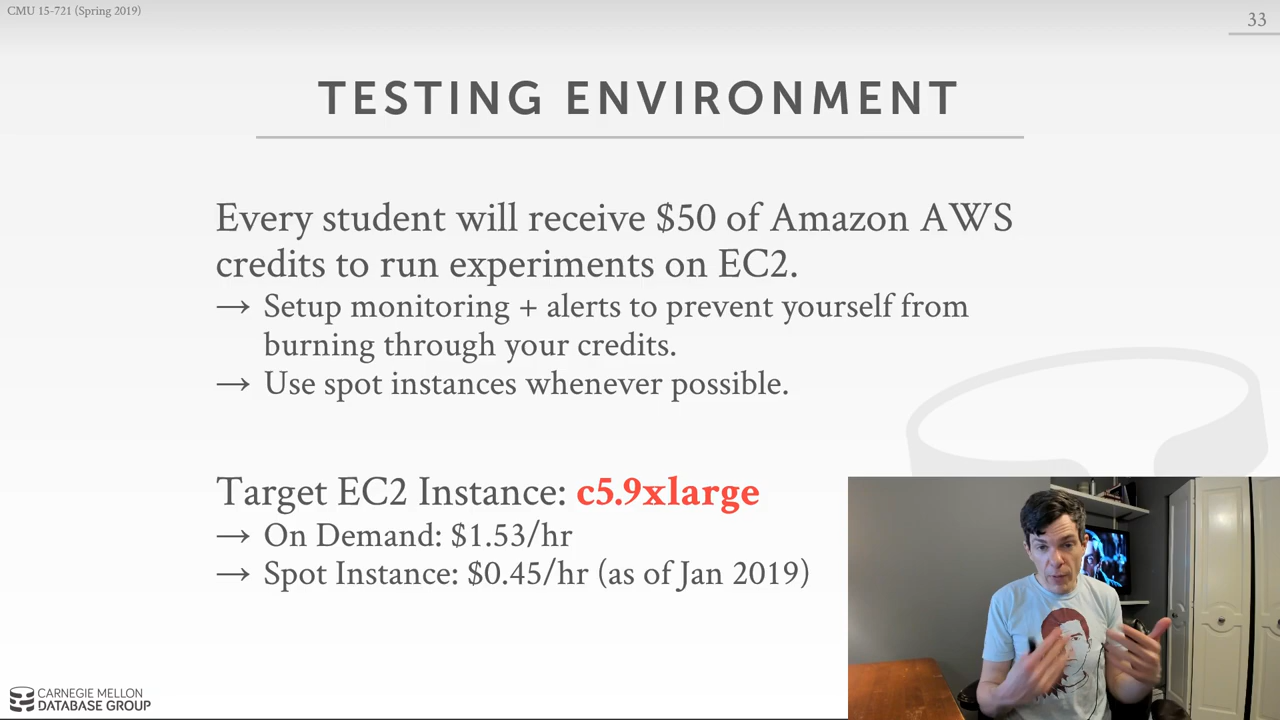 CMU 15-721 (Spring 2019)
33
TESTING ENVIRONMENT
Every student will receive $50 of Amazon AWS
credits to run experiments on EC2.
→ Setup monitoring + alerts to prevent yourself from
burning through your credits.
→ Use spot instances whenever possible.
Target EC2 Instance: c5.9xlarge
→ On Demand: $1.53/hr
→ Spot Instance: $0.45/hr (as of Jan 2019)
CARNEGIE MELLON
DATABASE GROUP